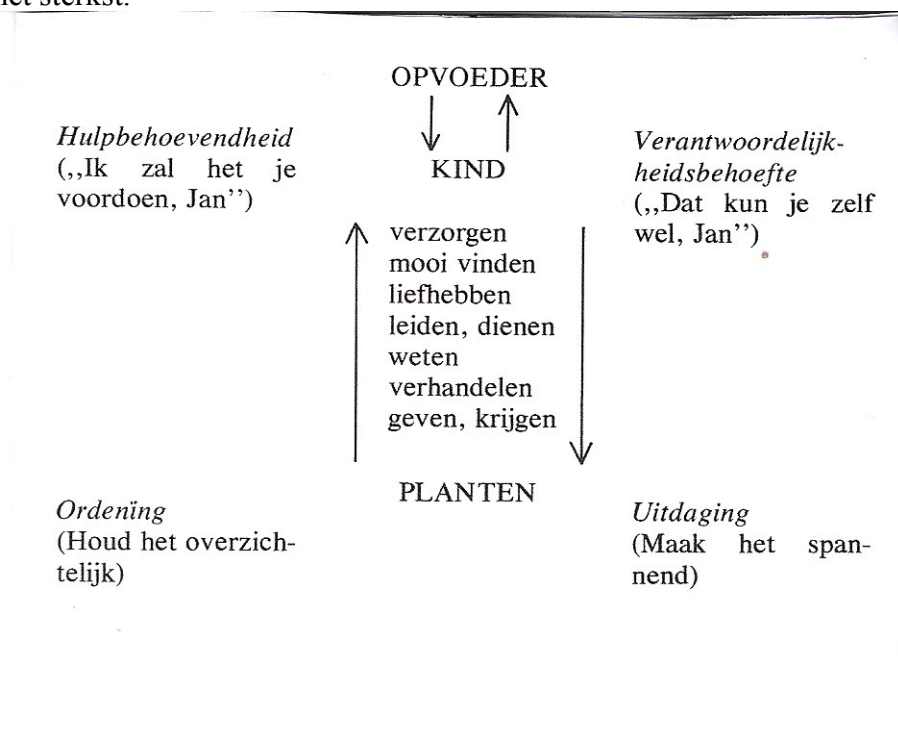 het sterkst.
OPVOEDER
Hulpbehoevendheid
(,,Ik zal het je
voordoen, Jan'')
KIND
Verantwoordelijk-
heidsbehoefte
(,,Dat kun je zelf
wel, Jan'')
verzorgen
mooi vinden
liefhebben
leiden, dienen
weten
verhandelen
geven, krijgen
PLANTEN
Ordening
(Houd het overzich-
telijk)
Uitdaging
(Maak het span-
nend)